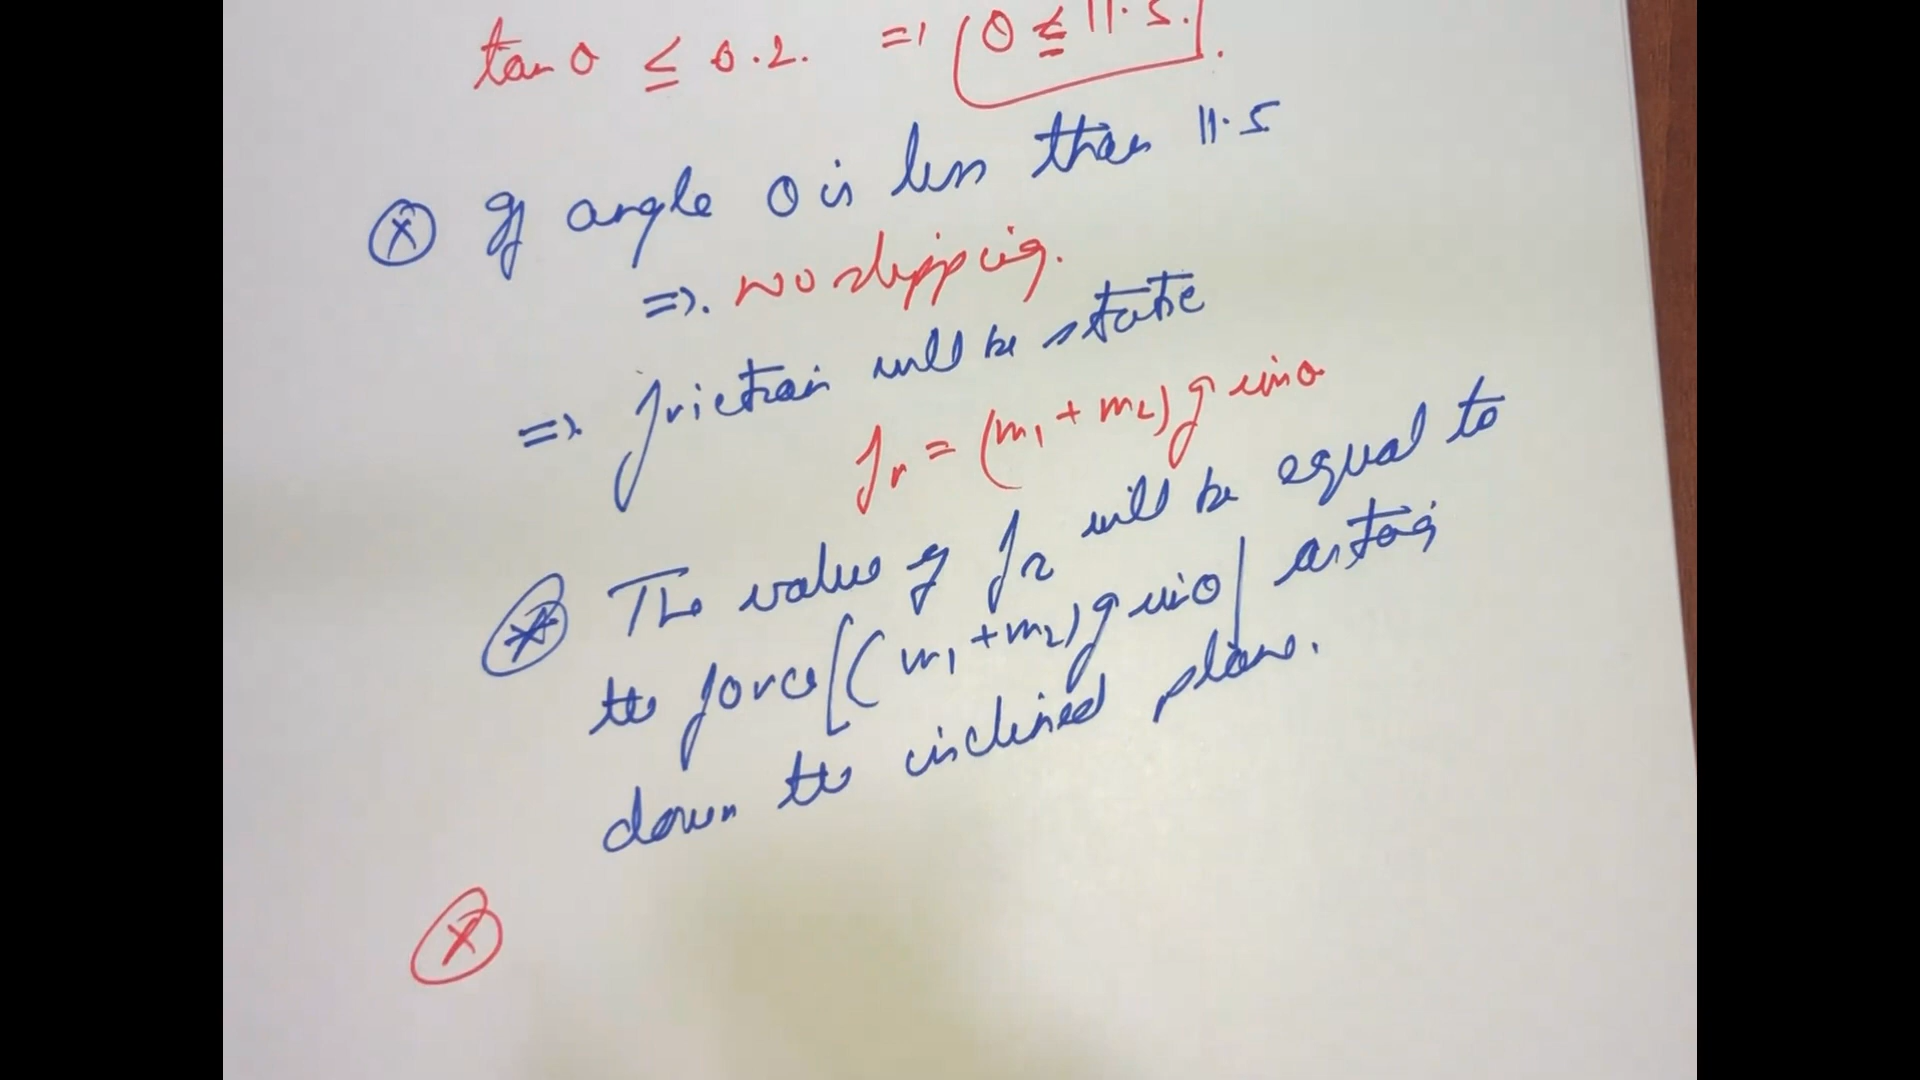 tan θ ≤ 0.2. => θ ≤ 11.5.
If angle θ is less than 11.5
=> no slipping.
=> friction will be static
fr = (m1 + m2) g sinθ
The value of f2 will be equal to
the force [(m1 + m2) g sinθ] acting
down the inclined plane.